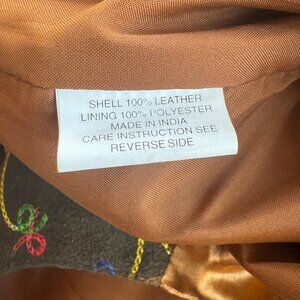 SHELL 100% LEATHER
LINING 100% POLYESTER
MADE IN INDIA
CARE INSTRUCTION SEE
REVERSE SIDE